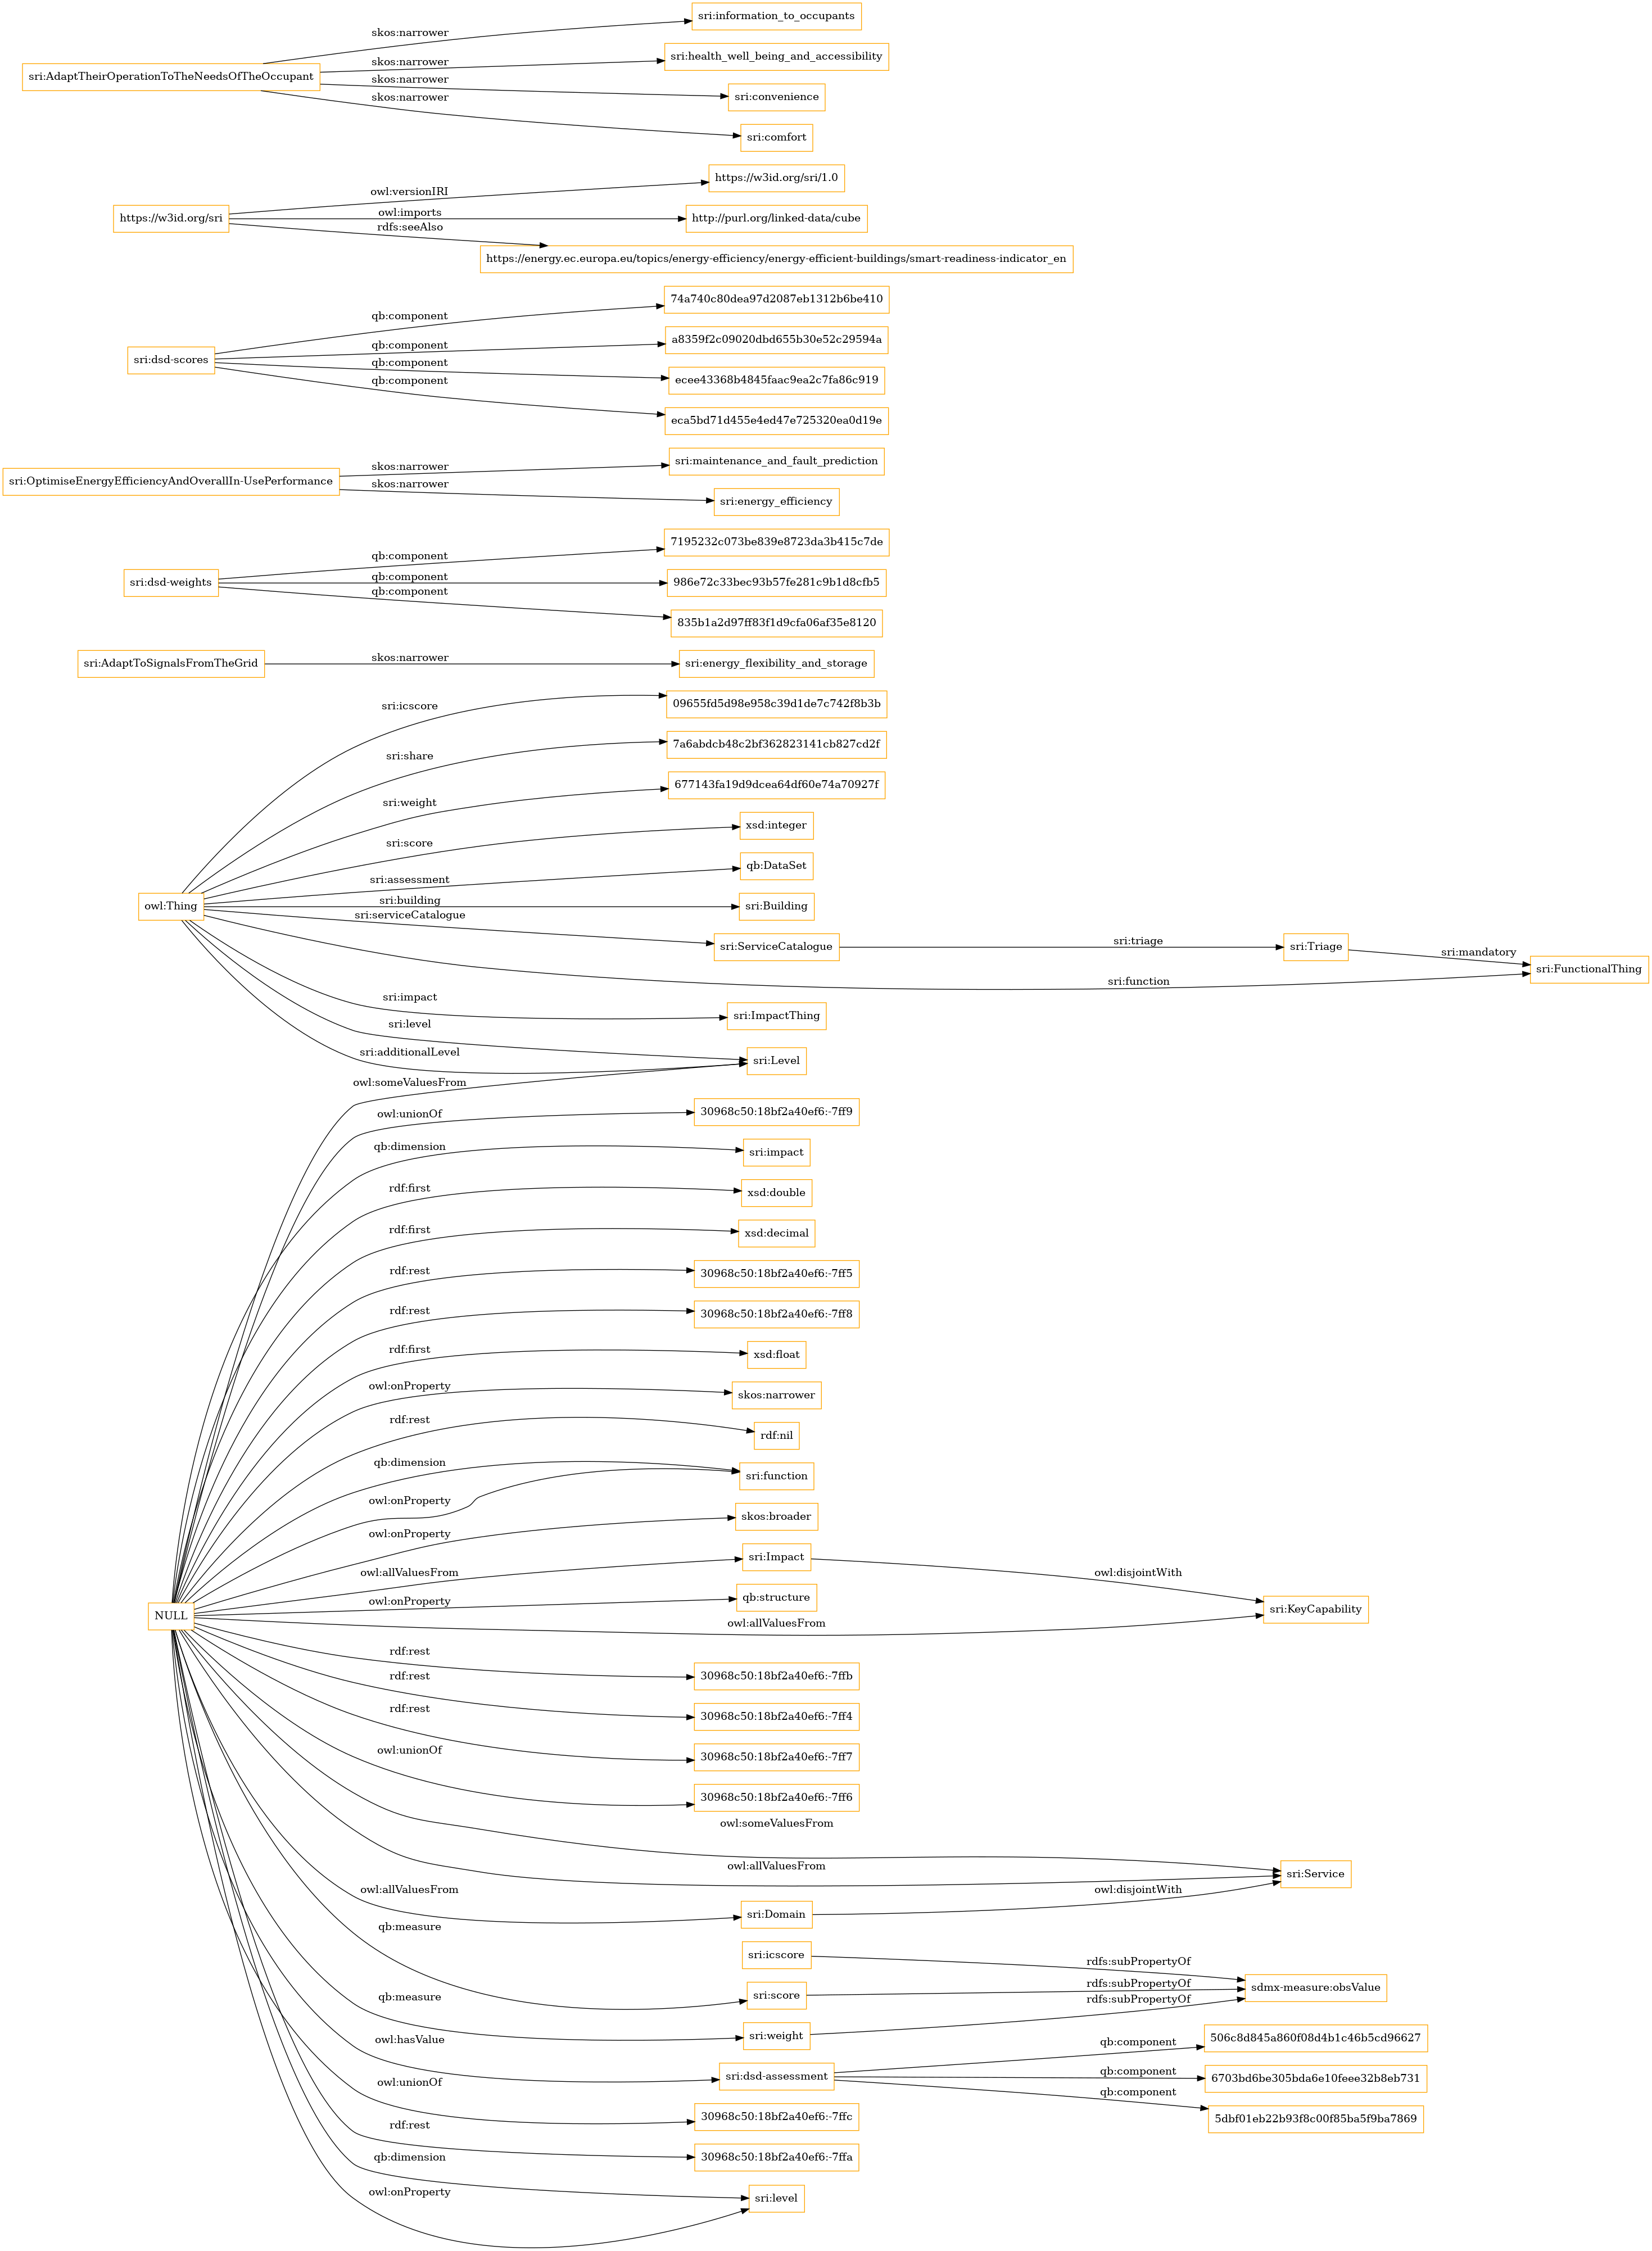 sri:information_to_occupants
skos:narrower
sri:health_well_being_and_accessibility
skos:narrower
sri:AdaptTheirOperationToTheNeedsOfTheOccupant
skos:narrower
sri:convenience
skos:narrower
sri:comfort
https://w3id.org/sri/1.0
owl:versionIRI
https://w3id.org/sri
owl:imports
http://purl.org/linked-data/cube
rdfs:seeAlso
https://energy.ec.europa.eu/topics/energy-efficiency/energy-efficient-buildings/smart-readiness-indicator_en
74a740c80dea97d2087eb1312b6be410
qb:component
a8359f2c09020dbd655b30e52c29594a
qb:component
sri:dsd-scores
qb:component
ecee43368b4845faac9ea2c7fa86c919
qb:component
eca5bd71d455e4ed47e725320ea0d19e
sri:maintenance_and_fault_prediction
skos:narrower
sri:OptimiseEnergyEfficiencyAndOverallIn-UsePerformance
skos:narrower
sri:energy_efficiency
7195232c073be839e8723da3b415c7de
qb:component
sri:dsd-weights
qb:component
986e72c33bec93b57fe281c9b1d8cfb5
qb:component
835b1a2d97ff83f1d9cfa06af35e8120
sri:AdaptToSignalsFromTheGrid
skos:narrower
sri:energy_flexibility_and_storage
sri:icscore
09655fd5d98e958c39d1de7c742f8b3b
sri:share
7a6abdcb48c2bf362823141cb827cd2f
sri:weight
677143fa19d9dcea64df60e74a70927f
sri:score
xsd:integer
sri:assessment
qb:DataSet
owl:Thing
sri:building
sri:Building
sri:serviceCatalogue
sri:ServiceCatalogue
sri:triage
sri:Triage
sri:mandatory
sri:FunctionalThing
sri:function
sri:impact
sri:ImpactThing
sri:level
sri:additionalLevel
sri:Level
owl:someValuesFrom
owl:unionOf
30968c50:18bf2a40ef6:-7ff9
qb:dimension
sri:impact
rdf:first
xsd:double
rdf:first
xsd:decimal
rdf:rest
30968c50:18bf2a40ef6:-7ff5
rdf:rest
30968c50:18bf2a40ef6:-7ff8
rdf:first
xsd:float
owl:onProperty
skos:narrower
rdf:rest
rdf:nil
qb:dimension
sri:function
owl:onProperty
skos:broader
owl:onProperty
sri:Impact
owl:disjointWith
owl:allValuesFrom
qb:structure
owl:onProperty
NULL
sri:KeyCapability
owl:allValuesFrom
rdf:rest
30968c50:18bf2a40ef6:-7ffb
rdf:rest
30968c50:18bf2a40ef6:-7ff4
rdf:rest
30968c50:18bf2a40ef6:-7ff7
owl:unionOf
30968c50:18bf2a40ef6:-7ff6
owl:someValuesFrom
owl:allValuesFrom
sri:Service
owl:allValuesFrom
sri:Domain
owl:disjointWith
qb:measure
sri:icscore
rdfs:subPropertyOf
rdfs:subPropertyOf
sdmx-measure:obsValue
sri:score
rdfs:subPropertyOf
qb:measure
sri:weight
owl:hasValue
sri:dsd-assessment
qb:component
506c8d845a860f08d4b1c46b5cd96627
qb:component
6703bd6be305bda6e10feee32b8eb731
qb:component
5dbf01eb22b93f8c00f85ba5f9ba7869
owl:unionOf
30968c50:18bf2a40ef6:-7ffc
rdf:rest
30968c50:18bf2a40ef6:-7ffa
qb:dimension
owl:onProperty
sri:level